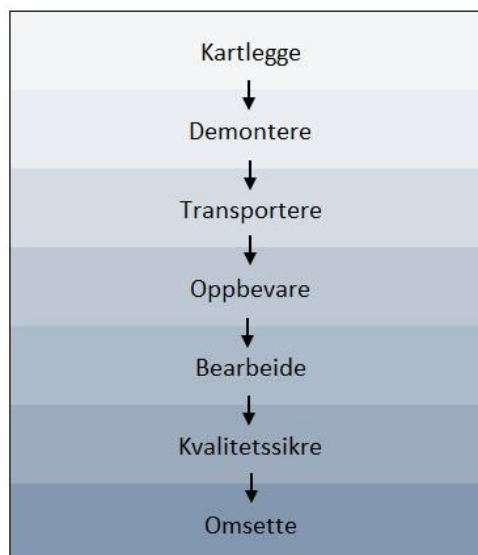 Kartlegge
Demontere
Transportere
Oppbevare
Bearbeide
Kvalitetssikre
Omsette